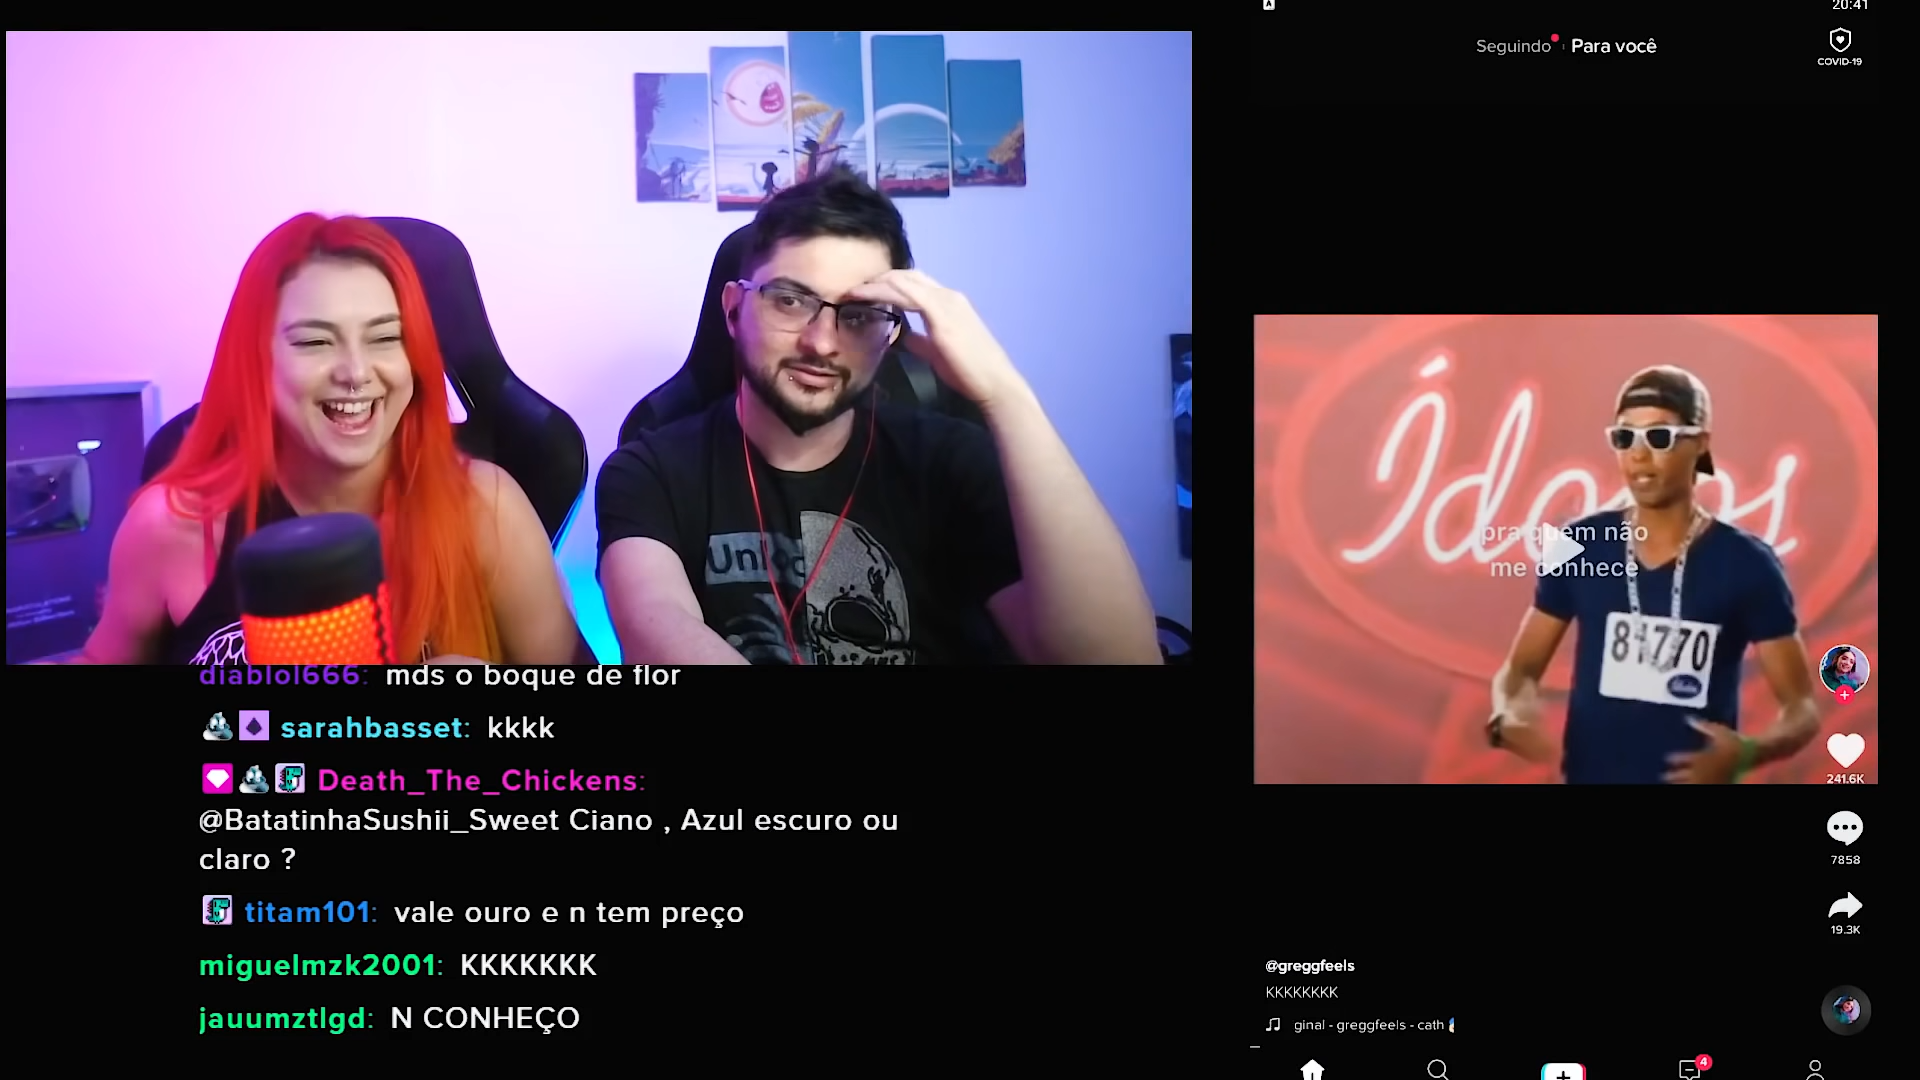 20:41
Seguindo Para você
COVID-19
Ídolos
pra quem não
me conhece
81770
241.6K
7858
19.3K
@greggfeels
KKKKKKKK
ginal - greggfeels - cath
4
diablol666: mds o boque de flor
sarahbasset: kkkk
Death_The_Chickens:
@BatatinhaSushii_Sweet Ciano , Azul escuro ou
claro ?
titam101: vale ouro e n tem preço
miguelmzk2001: KKKKKKK
jauumztlgd: N CONHEÇO